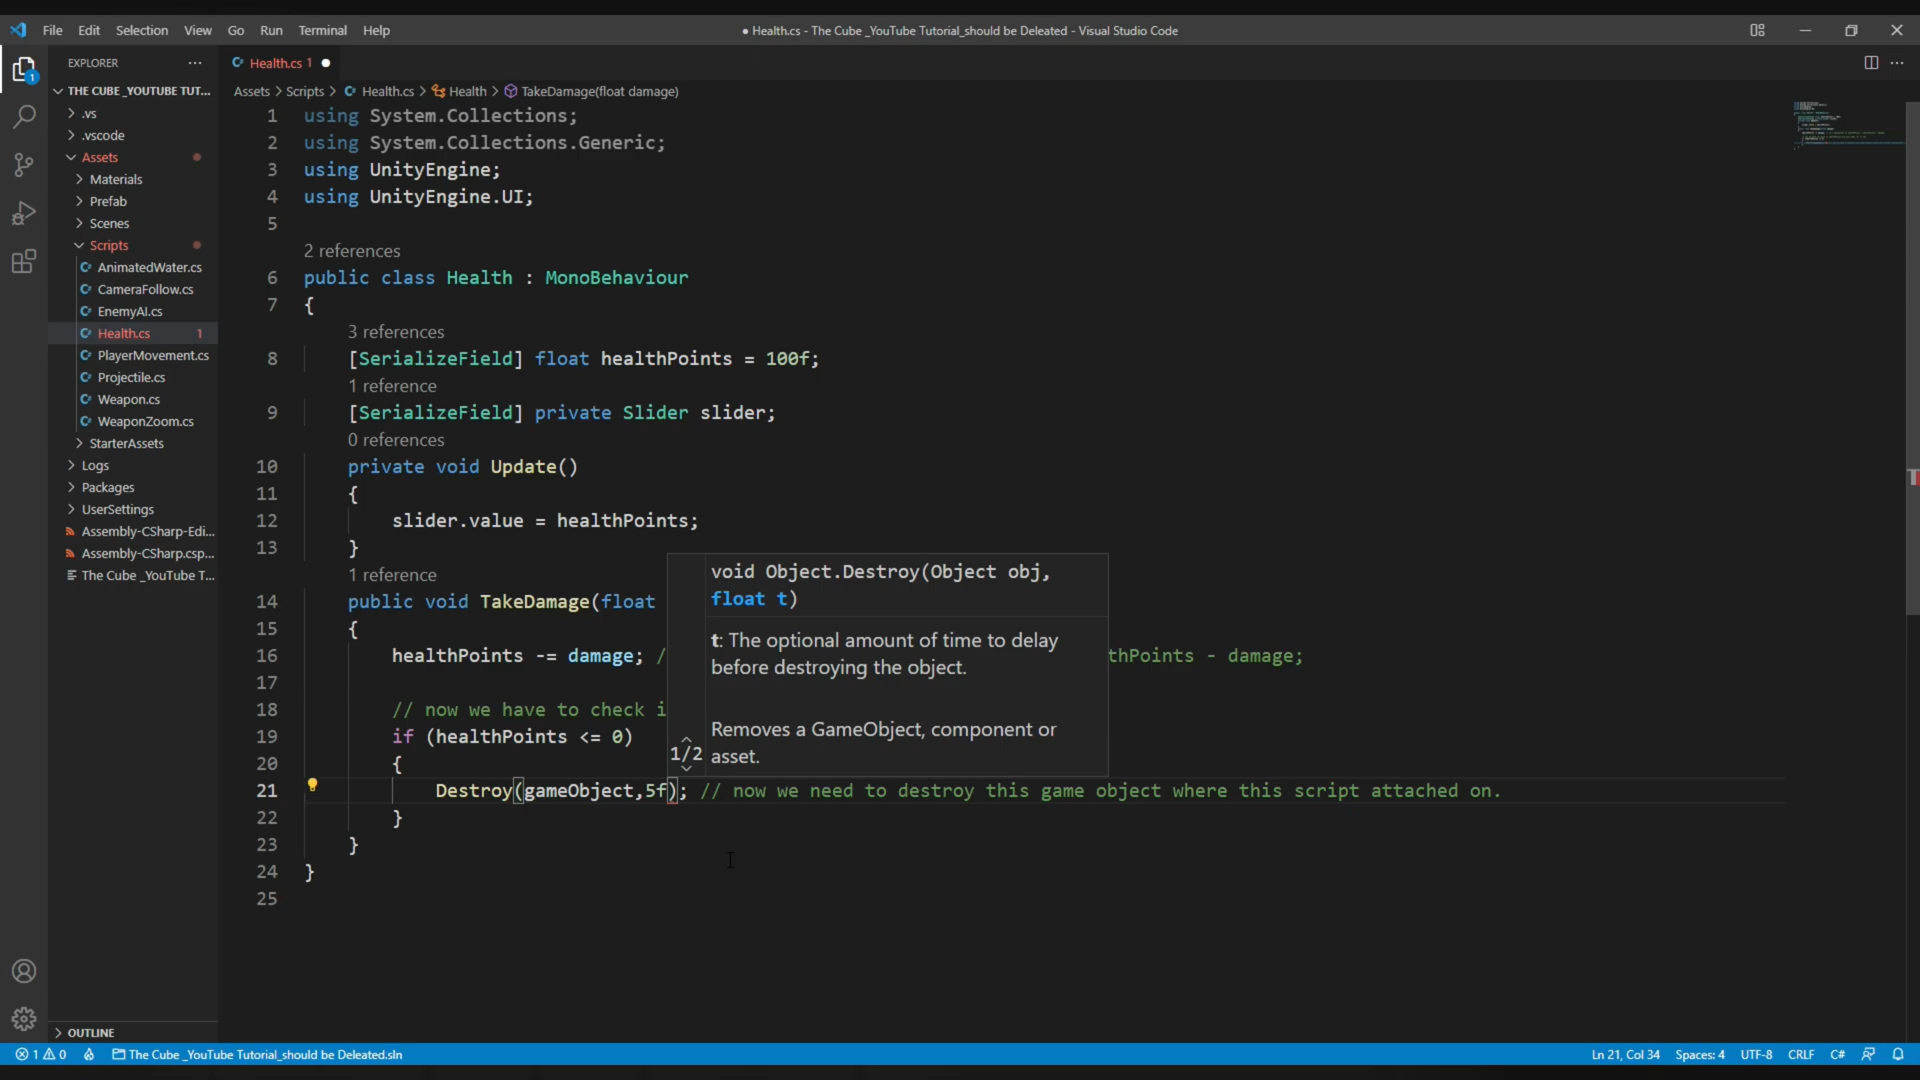 File Edit Selection View Go Run Terminal Help
● Health.cs - The Cube _YouTube Tutorial_should be Deleated - Visual Studio Code
EXPLORER
Health.cs 1
THE CUBE _YOUTUBE TUT...
Assets > Scripts > Health.cs > Health > TakeDamage(float damage)
.vs
.vscode
Assets
Materials
Prefab
Scenes
Scripts
AnimatedWater.cs
CameraFollow.cs
EnemyAI.cs
Health.cs 1
PlayerMovement.cs
Projectile.cs
Weapon.cs
WeaponZoom.cs
StarterAssets
Logs
Packages
UserSettings
Assembly-CSharp-Edi...
Assembly-CSharp.csp...
The Cube _YouTube T...
OUTLINE
1
1 using System.Collections;
2 using System.Collections.Generic;
3 using UnityEngine;
4 using UnityEngine.UI;
5
2 references
6 public class Health : MonoBehaviour
7 {
3 references
8 [SerializeField] float healthPoints = 100f;
1 reference
9 [SerializeField] private Slider slider;
0 references
10 private void Update()
11 {
12 slider.value = healthPoints;
13 }
1 reference
14 public void TakeDamage(float
15 {
16 healthPoints -= damage; / thPoints - damage;
17
18 // now we have to check i
19 if (healthPoints <= 0)
20 {
21 Destroy(gameObject,5f); // now we need to destroy this game object where this script attached on.
22 }
23 }
24 }
25
void Object.Destroy(Object obj,
float t)
t: The optional amount of time to delay
before destroying the object.
Removes a GameObject, component or
1/2 asset.
1 0 The Cube _YouTube Tutorial_should be Deleated.sln
Ln 21, Col 34 Spaces: 4 UTF-8 CRLF C#